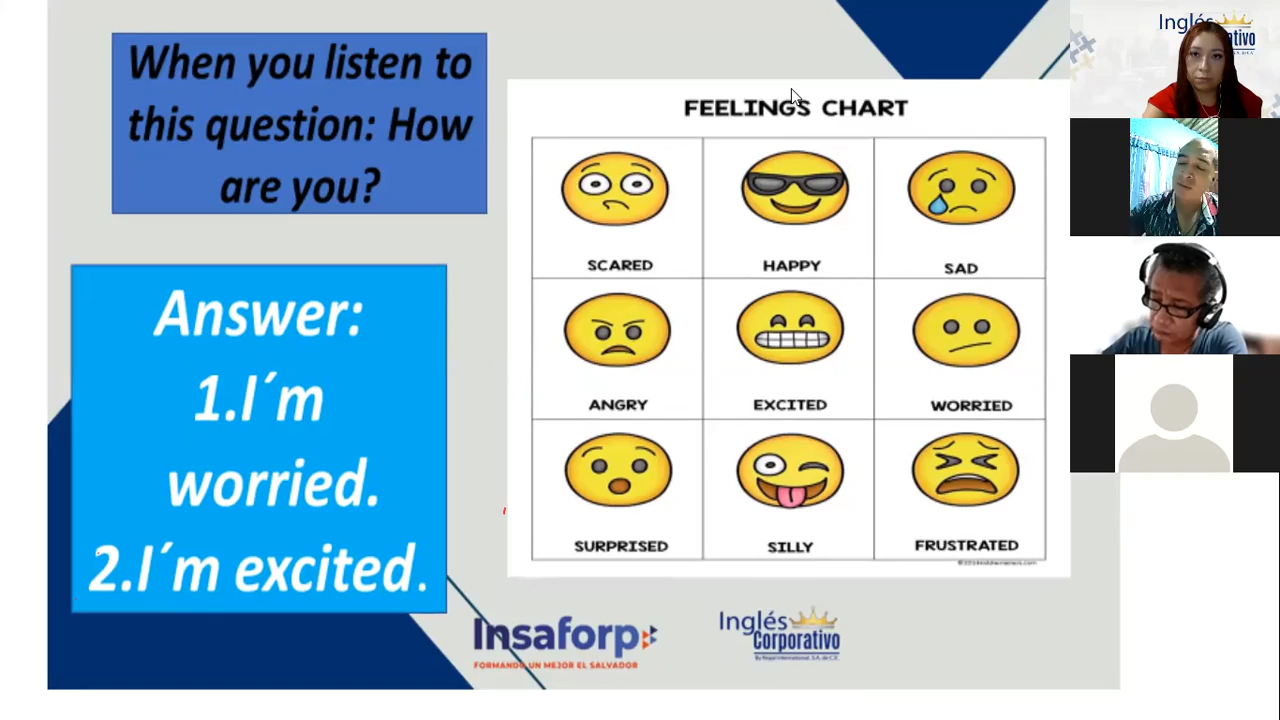 When you listen to
this question: How
are you?
Answer:
1.I´m
worried.
2.I´m excited.
FEELINGS CHART
SCARED
HAPPY
SAD
ANGRY
EXCITED
WORRIED
SURPRISED
SILLY
FRUSTRATED
Insaforp
FORMANDO UN MEJOR EL SALVADOR
Inglés
Corporativo
Inglés